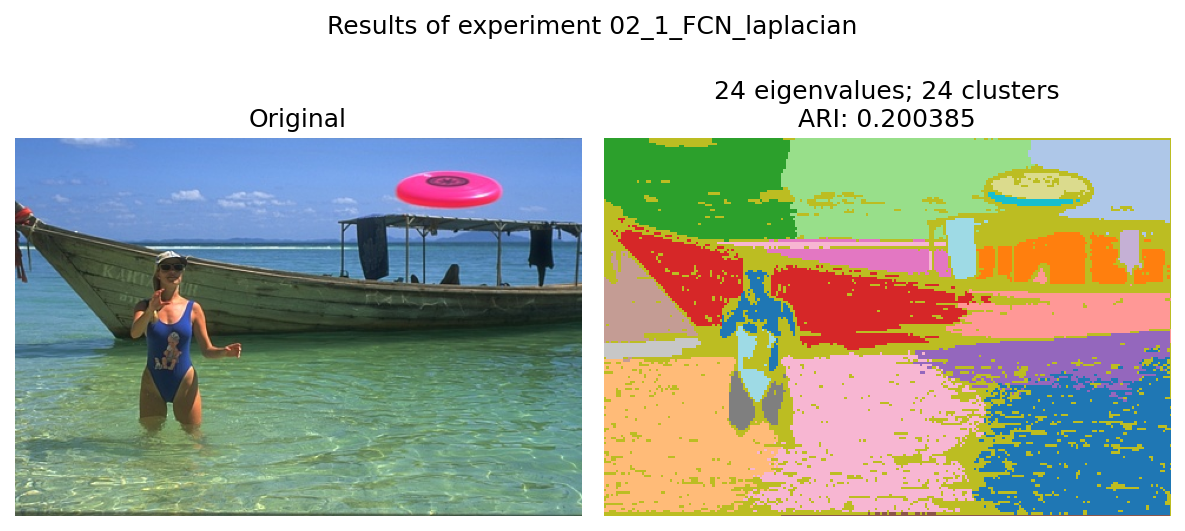 Results of experiment 02_1_FCN_laplacian
Original
24 eigenvalues; 24 clusters
ARI: 0.200385